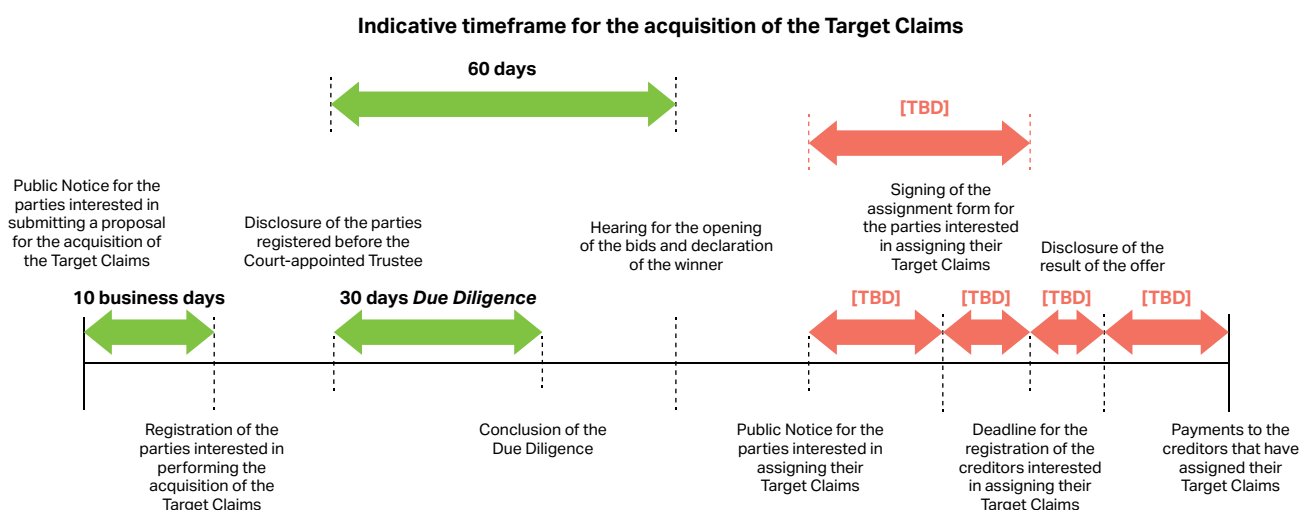 Indicative timeframe for the acquisition of the Target Claims
60 days
[TBD]
Public Notice for the
parties interested in
submitting a proposal
for the acquisition of
the Target Claims
Disclosure of the parties
registered before the
Court-appointed Trustee
Hearing for the opening
of the bids and declaration
of the winner
Signing of the
assignment form for
the parties interested
in assigning their
Target Claims
Disclosure of the
result of the offer
10 business days
30 days Due Diligence
[TBD]
[TBD]
[TBD]
[TBD]
Registration of the
parties interested in
performing the
acquisition of the
Target Claims
Conclusion of the
Due Diligence
Public Notice for the
parties interested in
assigning their
Target Claims
Deadline for the
registration of the
creditors interested
in assigning their
Target Claims
Payments to the
creditors that have
assigned their
Target Claims